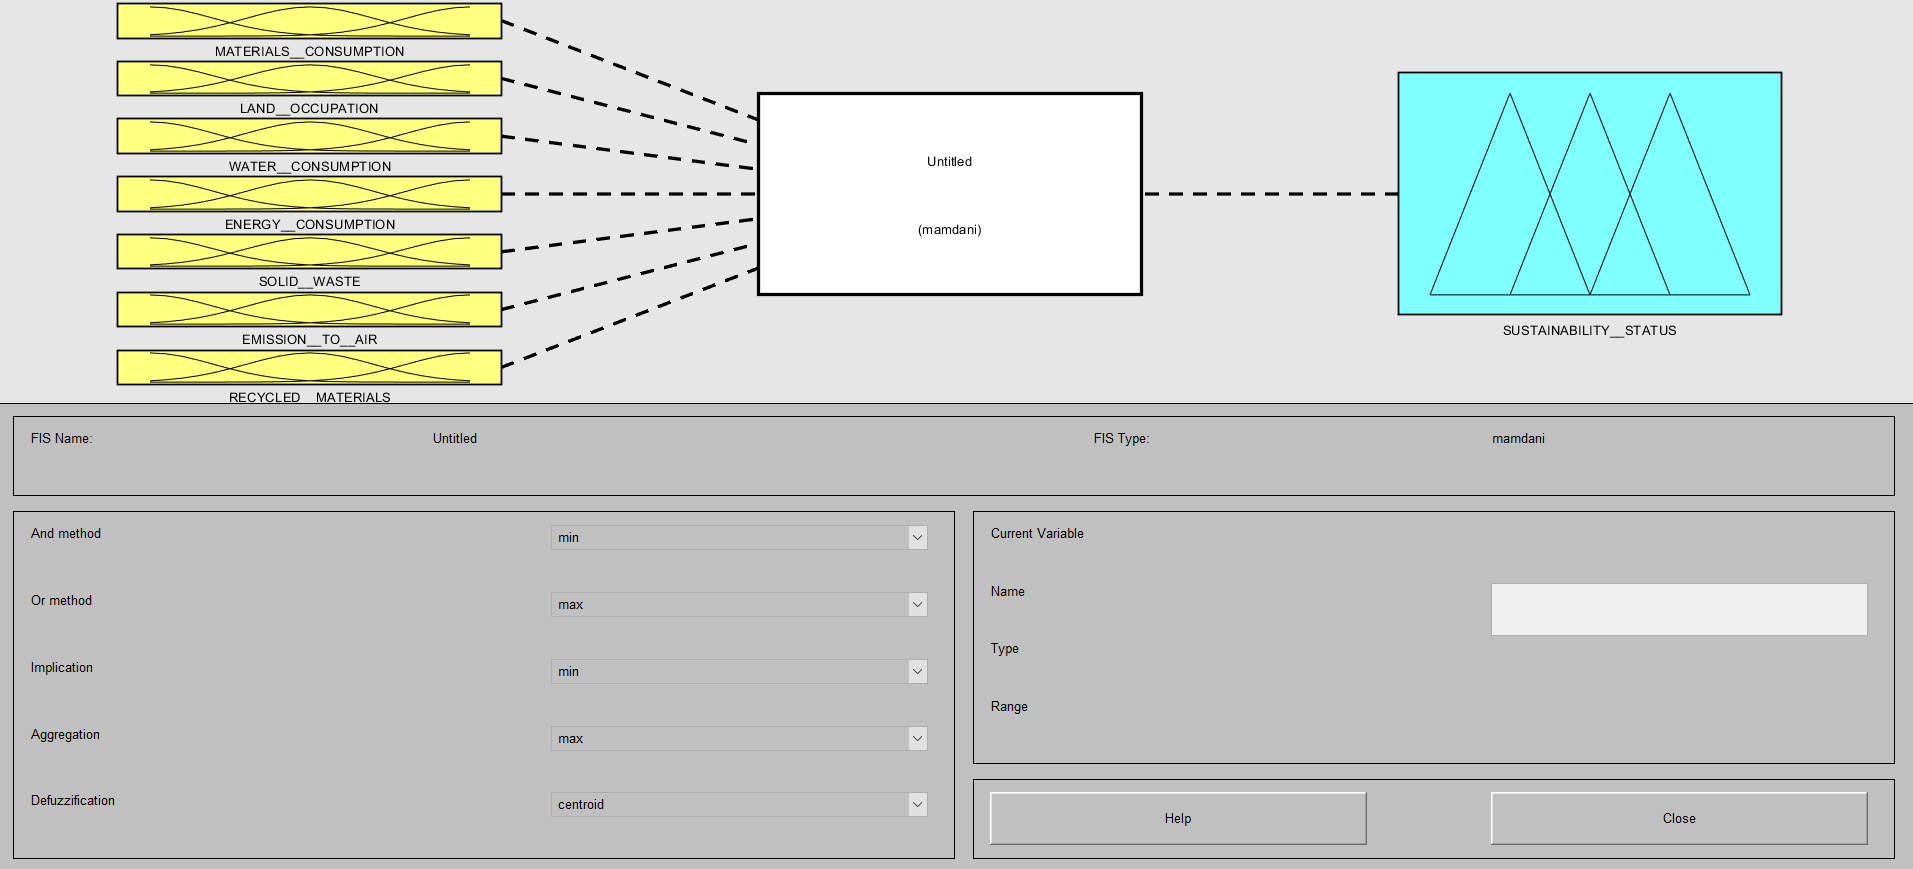 MATERIALS__CONSUMPTION
LAND__OCCUPATION
WATER__CONSUMPTION
ENERGY__CONSUMPTION
SOLID__WASTE
EMISSION__TO__AIR
RECYCLED__MATERIALS
Untitled
(mamdani)
SUSTAINABILITY__STATUS
FIS Name: Untitled FIS Type: mamdani
And method min
Or method max
Implication min
Aggregation max
Defuzzification centroid
Current Variable
Name
Type
Range
Help Close